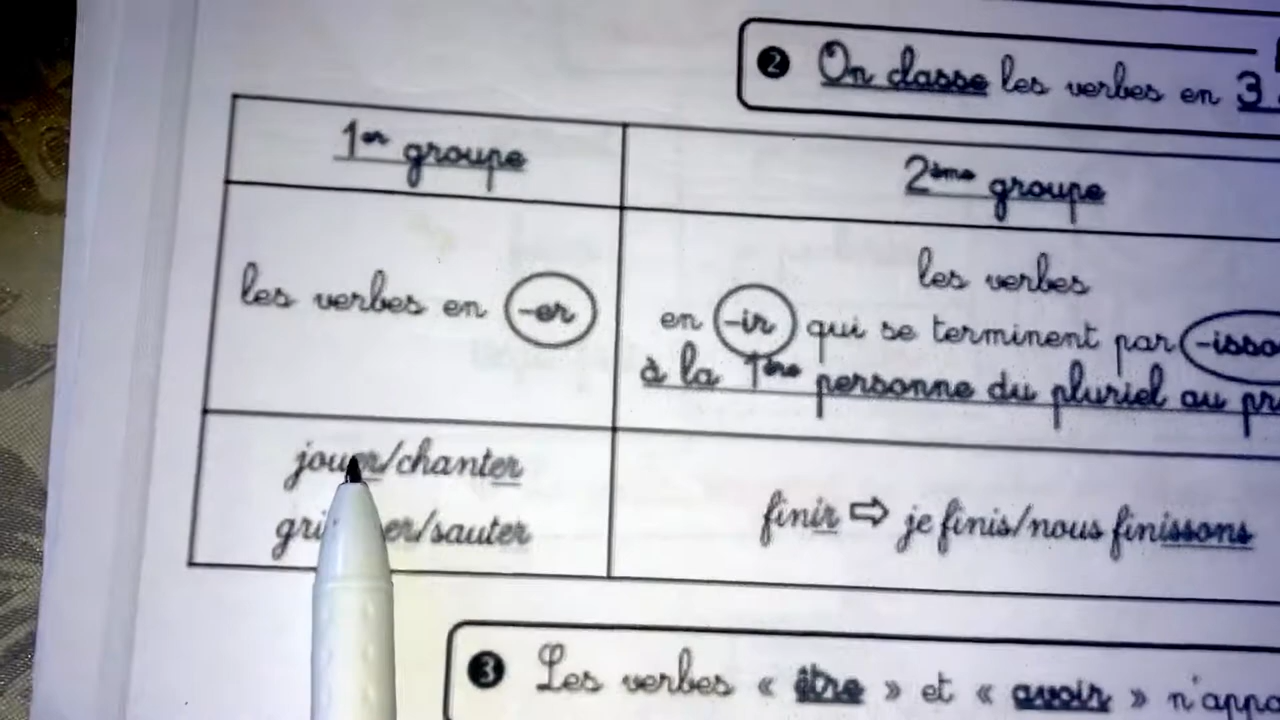 ❷ On classe les verbes en 3
1er groupe
2ème groupe
les verbes en -er
les verbes
en -ir qui se terminent par
à la 1ère personne du pluriel au
jouer/chanter
/sauter
finir ⇨ je finis/nous finissons
❸ Les verbes « être » et « avoir »